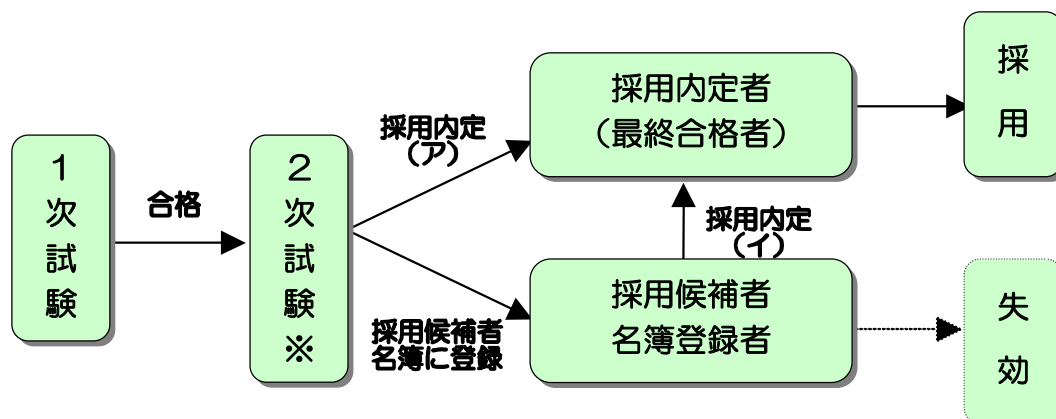 1次試験
合格
2次試験※
採用内定
（ア）
採用候補者
名簿に登録
採用内定者
（最終合格者）
採用内定
（イ）
採用候補者
名簿登録者
採用
失効